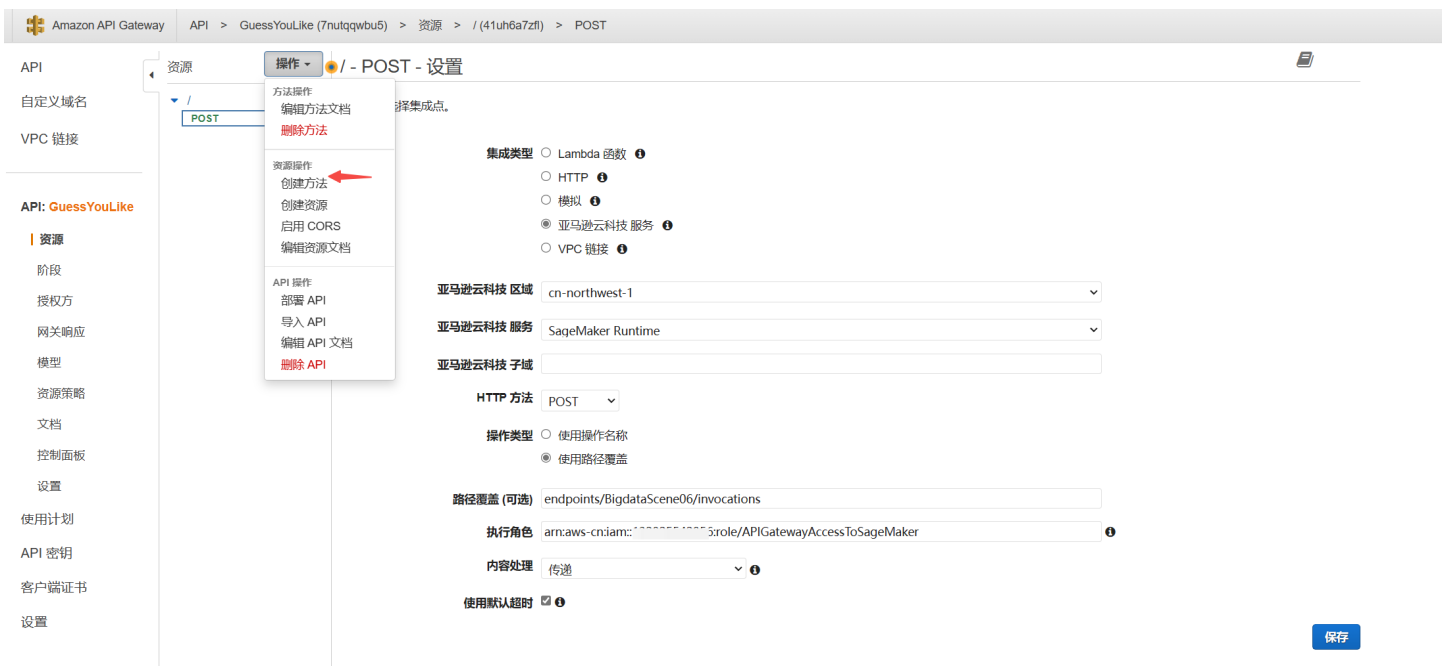 Amazon API Gateway API > GuessYouLike (7nutqqwbu5) > 资源 > / (41uh6a7zfl) > POST
API
自定义域名
VPC 链接
API: GuessYouLike
资源
阶段
授权方
网关响应
模型
资源策略
文档
控制面板
设置
使用计划
API 密钥
客户端证书
设置
资源
操作
/
POST
方法操作
编辑方法文档
删除方法
资源操作
创建方法
创建资源
启用 CORS
编辑资源文档
API 操作
部署 API
导入 API
编辑 API 文档
删除 API
/ - POST - 设置
择集成点。
集成类型 Lambda 函数
HTTP
模拟
亚马逊云科技 服务
VPC 链接
亚马逊云科技 区域 cn-northwest-1
亚马逊云科技 服务 SageMaker Runtime
亚马逊云科技 子域
HTTP 方法 POST
操作类型 使用操作名称
使用路径覆盖
路径覆盖 (可选) endpoints/BigdataScene06/invocations
执行角色 arn:aws-cn:iam:: :role/APIGatewayAccessToSageMaker
内容处理 传递
使用默认超时
保存